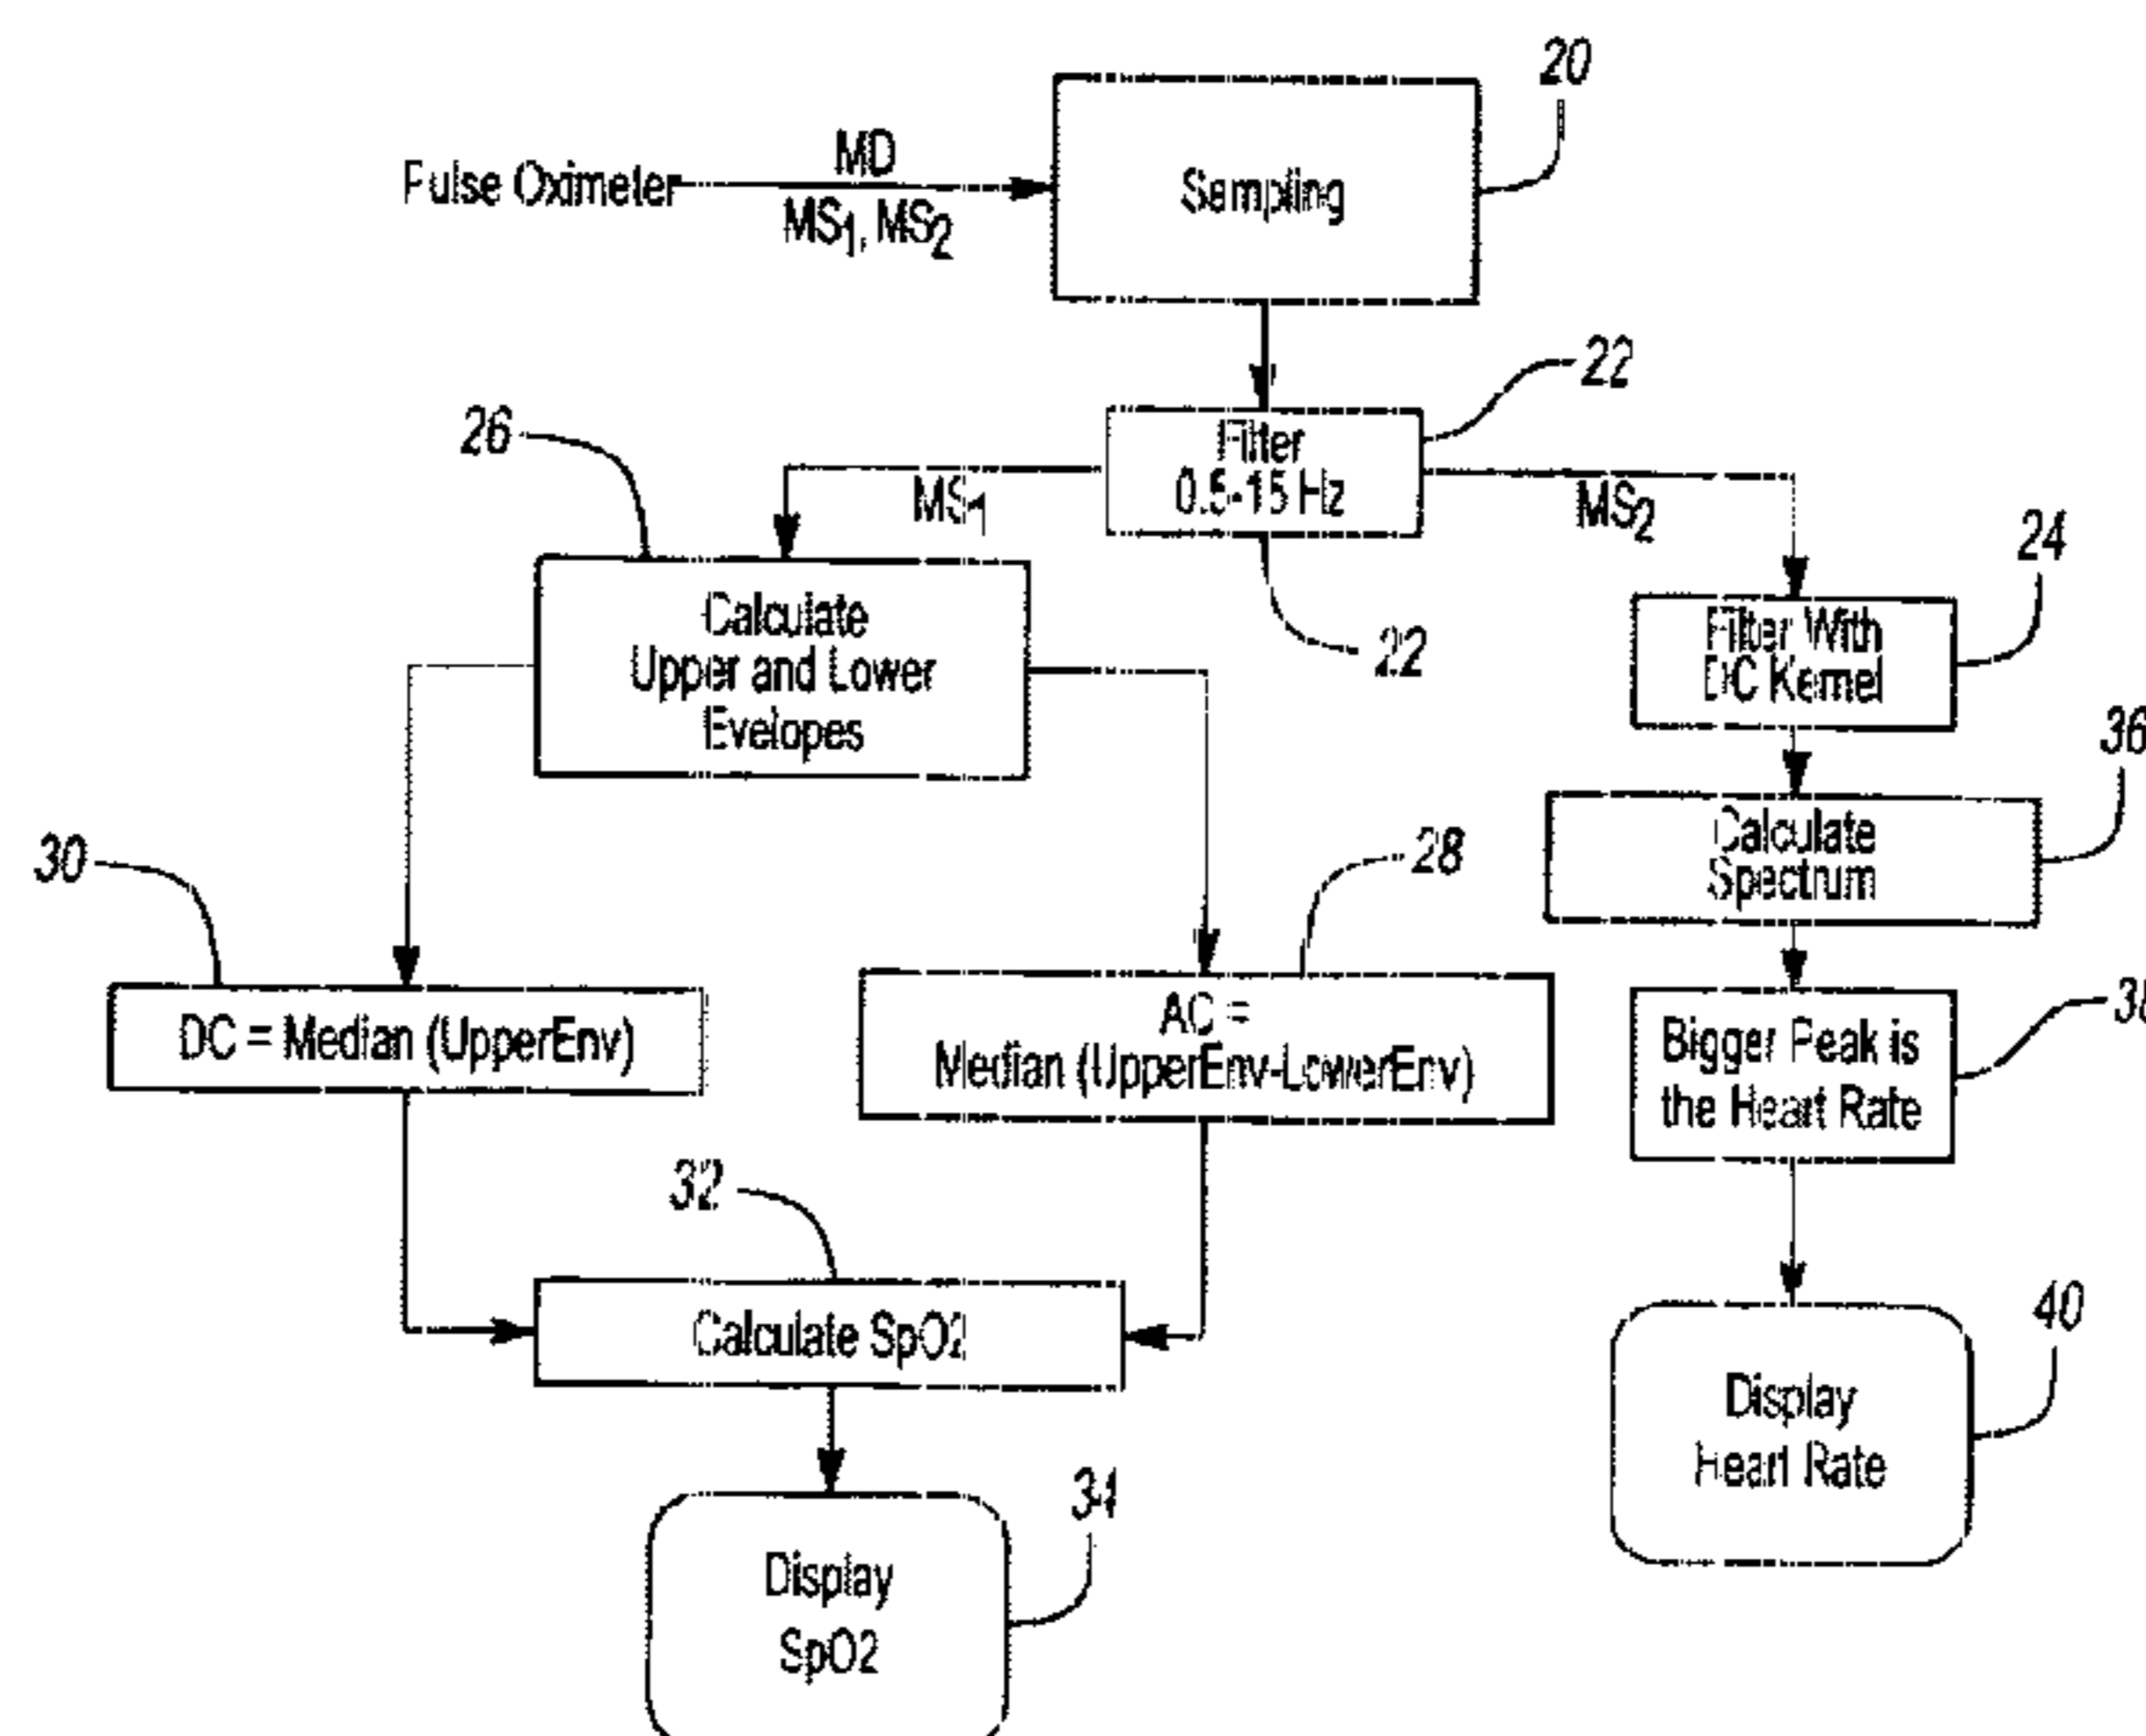 20
MD
Pulse Oximeter
MS1, MS2
Sampling
22
Filter
0.5-15 Hz
26
MS1
MS2
24
22
Calculate
Upper and Lower
Evelopes
Filter With
DC Kernel
36
Calculate
Spectrum
30
28
DC = Median (UpperEnv)
AC =
Median (UpperEnv-LowerEnv)
Bigger Peak is
the Heart Rate
32
Calculate SpO2
40
Display
Heart Rate
34
Display
SpO2